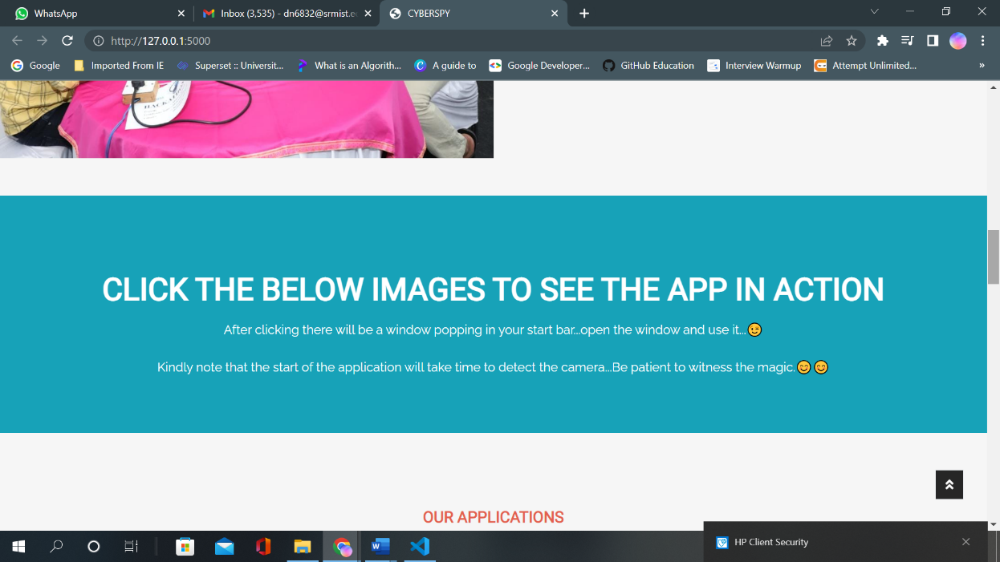 WhatsApp
Inbox (3,535) - dn6832@srmist.e
CYBERSPY
http://127.0.0.1:5000
Google
Imported From IE
Superset :: Universit...
What is an Algorith...
A guide to
Google Developer...
GitHub Education
Interview Warmup
Attempt Unlimited...
»
HACKA
CLICK THE BELOW IMAGES TO SEE THE APP IN ACTION
After clicking there will be a window popping in your start bar...open the window and use it...😉
Kindly note that the start of the application will take time to detect the camera...Be patient to witness the magic.😊😊
OUR APPLICATIONS
HP Client Security